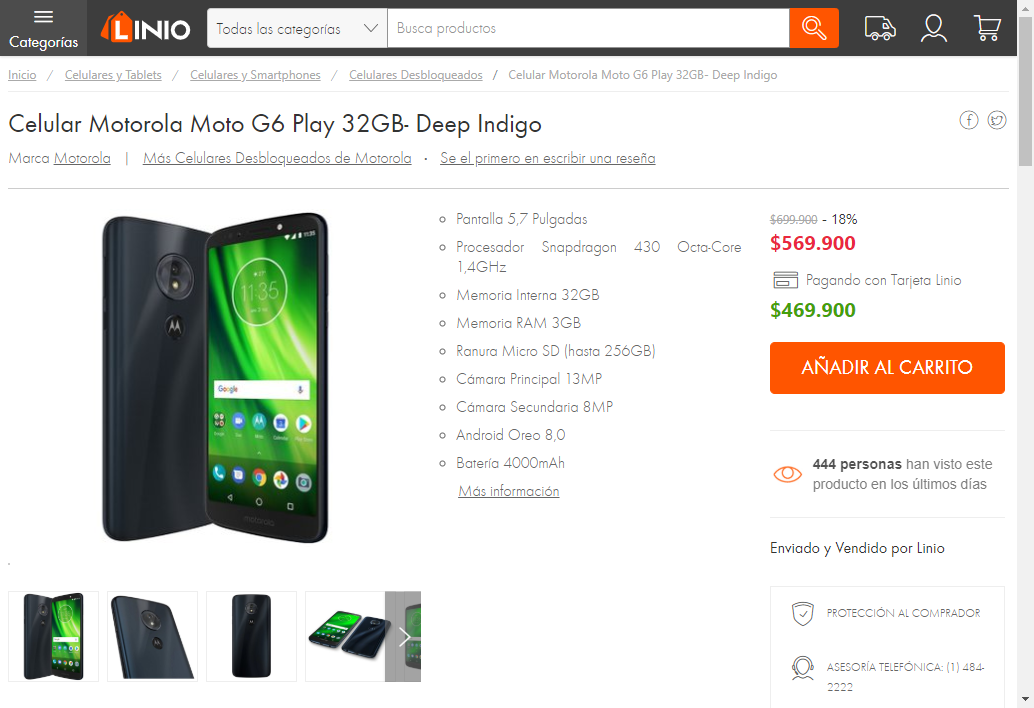 Categorías
LINIO
Todas las categorías
Busca productos
Inicio / Celulares y Tablets / Celulares y Smartphones / Celulares Desbloqueados / Celular Motorola Moto G6 Play 32GB- Deep Indigo
Celular Motorola Moto G6 Play 32GB- Deep Indigo
Marca Motorola | Más Celulares Desbloqueados de Motorola · Se el primero en escribir una reseña
11:35
Google
motorola
Pantalla 5,7 Pulgadas
Procesador Snapdragon 430 Octa-Core
1,4GHz
Memoria Interna 32GB
Memoria RAM 3GB
Ranura Micro SD (hasta 256GB)
Cámara Principal 13MP
Cámara Secundaria 8MP
Android Oreo 8,0
Batería 4000mAh
Más información
$699.900 - 18%
$569.900
Pagando con Tarjeta Linio
$469.900
AÑADIR AL CARRITO
444 personas han visto este
producto en los últimos días
Enviado y Vendido por Linio
PROTECCIÓN AL COMPRADOR
ASESORÍA TELEFÓNICA: (1) 484-
2222